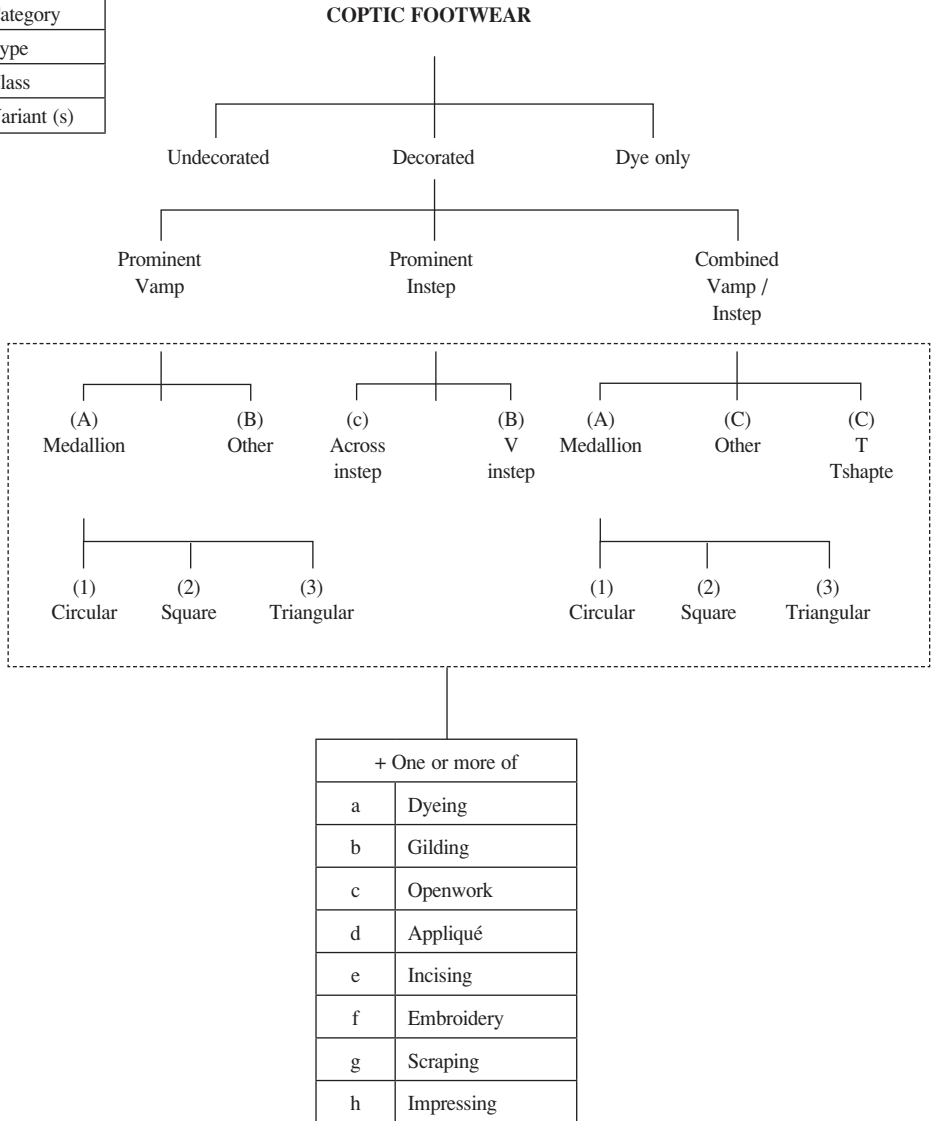 ategory
COPTIC FOOTWEAR
ype
lass
ariant (s)
Undecorated Decorated Dye only
Prominent Prominent Combined
Vamp Instep Vamp /
Instep
(A) (B) (c) (B) (A) (C) (C)
Medallion Other Across V Medallion Other T
instep instep Tshapte
(1) (2) (3) (1) (2) (3)
Circular Square Triangular Circular Square Triangular
+ One or more of
a Dyeing
b Gilding
c Openwork
d Appliqué
e Incising
f Embroidery
g Scraping
h Impressing